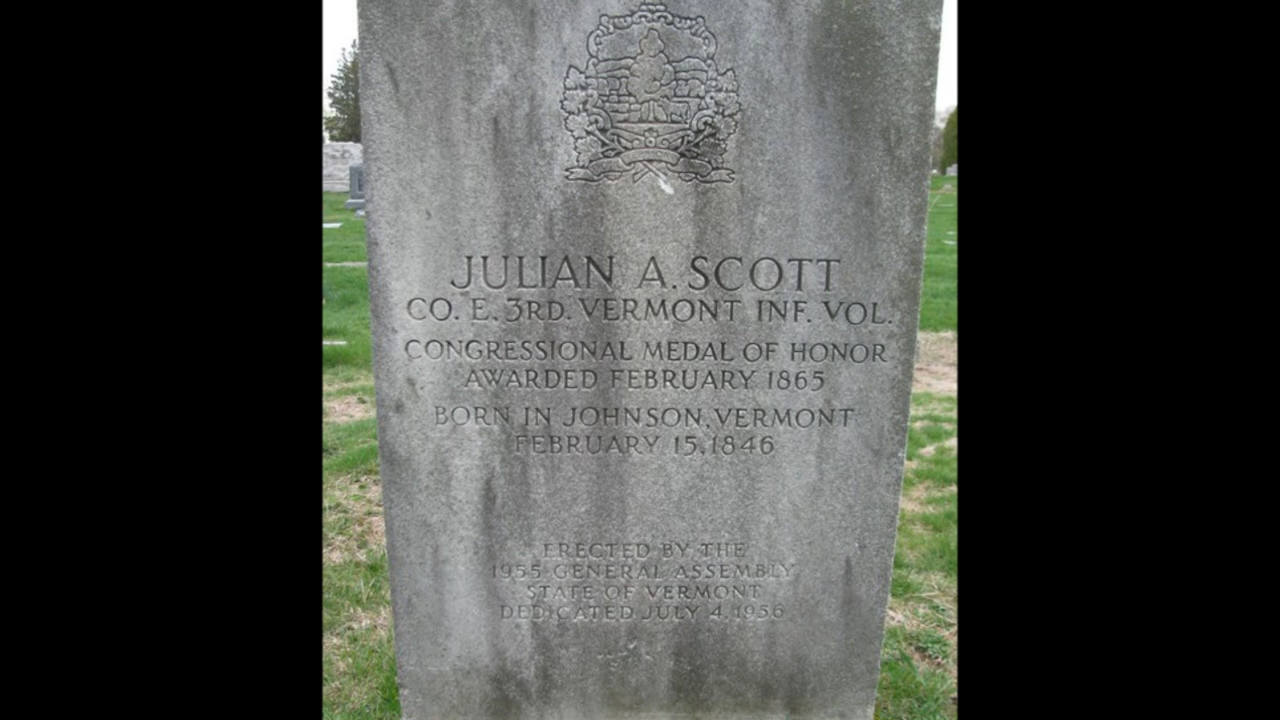 JULIAN A. SCOTT
CO. E. 3RD. VERMONT INF. VOL.
CONGRESSIONAL MEDAL OF HONOR
AWARDED FEBRUARY 1865
BORN IN JOHNSON, VERMONT
FEBRUARY 15, 1846
ERECTED BY THE
1955 GENERAL ASSEMBLY
STATE OF VERMONT
DEDICATED JULY 4, 1956